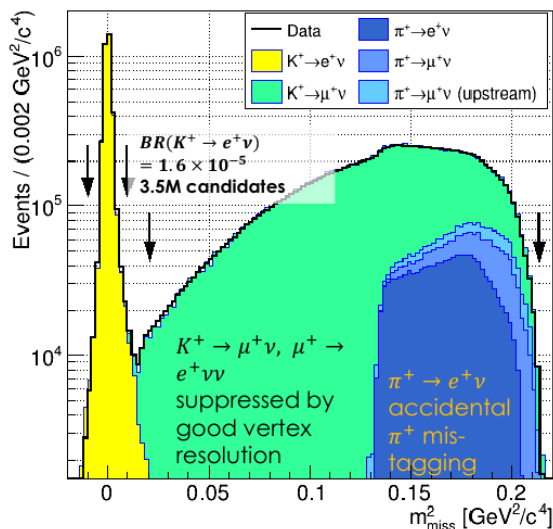 Data
K⁺→e⁺ν
K⁺→μ⁺ν
π⁺→e⁺ν
π⁺→μ⁺ν
π⁺→μ⁺ν (upstream)
Events / (0.002 GeV²/c⁴)
10⁶
10⁵
10⁴
BR(K⁺ → e⁺ν)
= 1.6 × 10⁻⁵
3.5M candidates
K⁺ → μ⁺ν, μ⁺ →
e⁺νν
suppressed by
good vertex
resolution
π⁺ → e⁺ν
accidental
π⁺ mis-
tagging
0 0.05 0.1 0.15 0.2
m²miss [GeV²/c⁴]